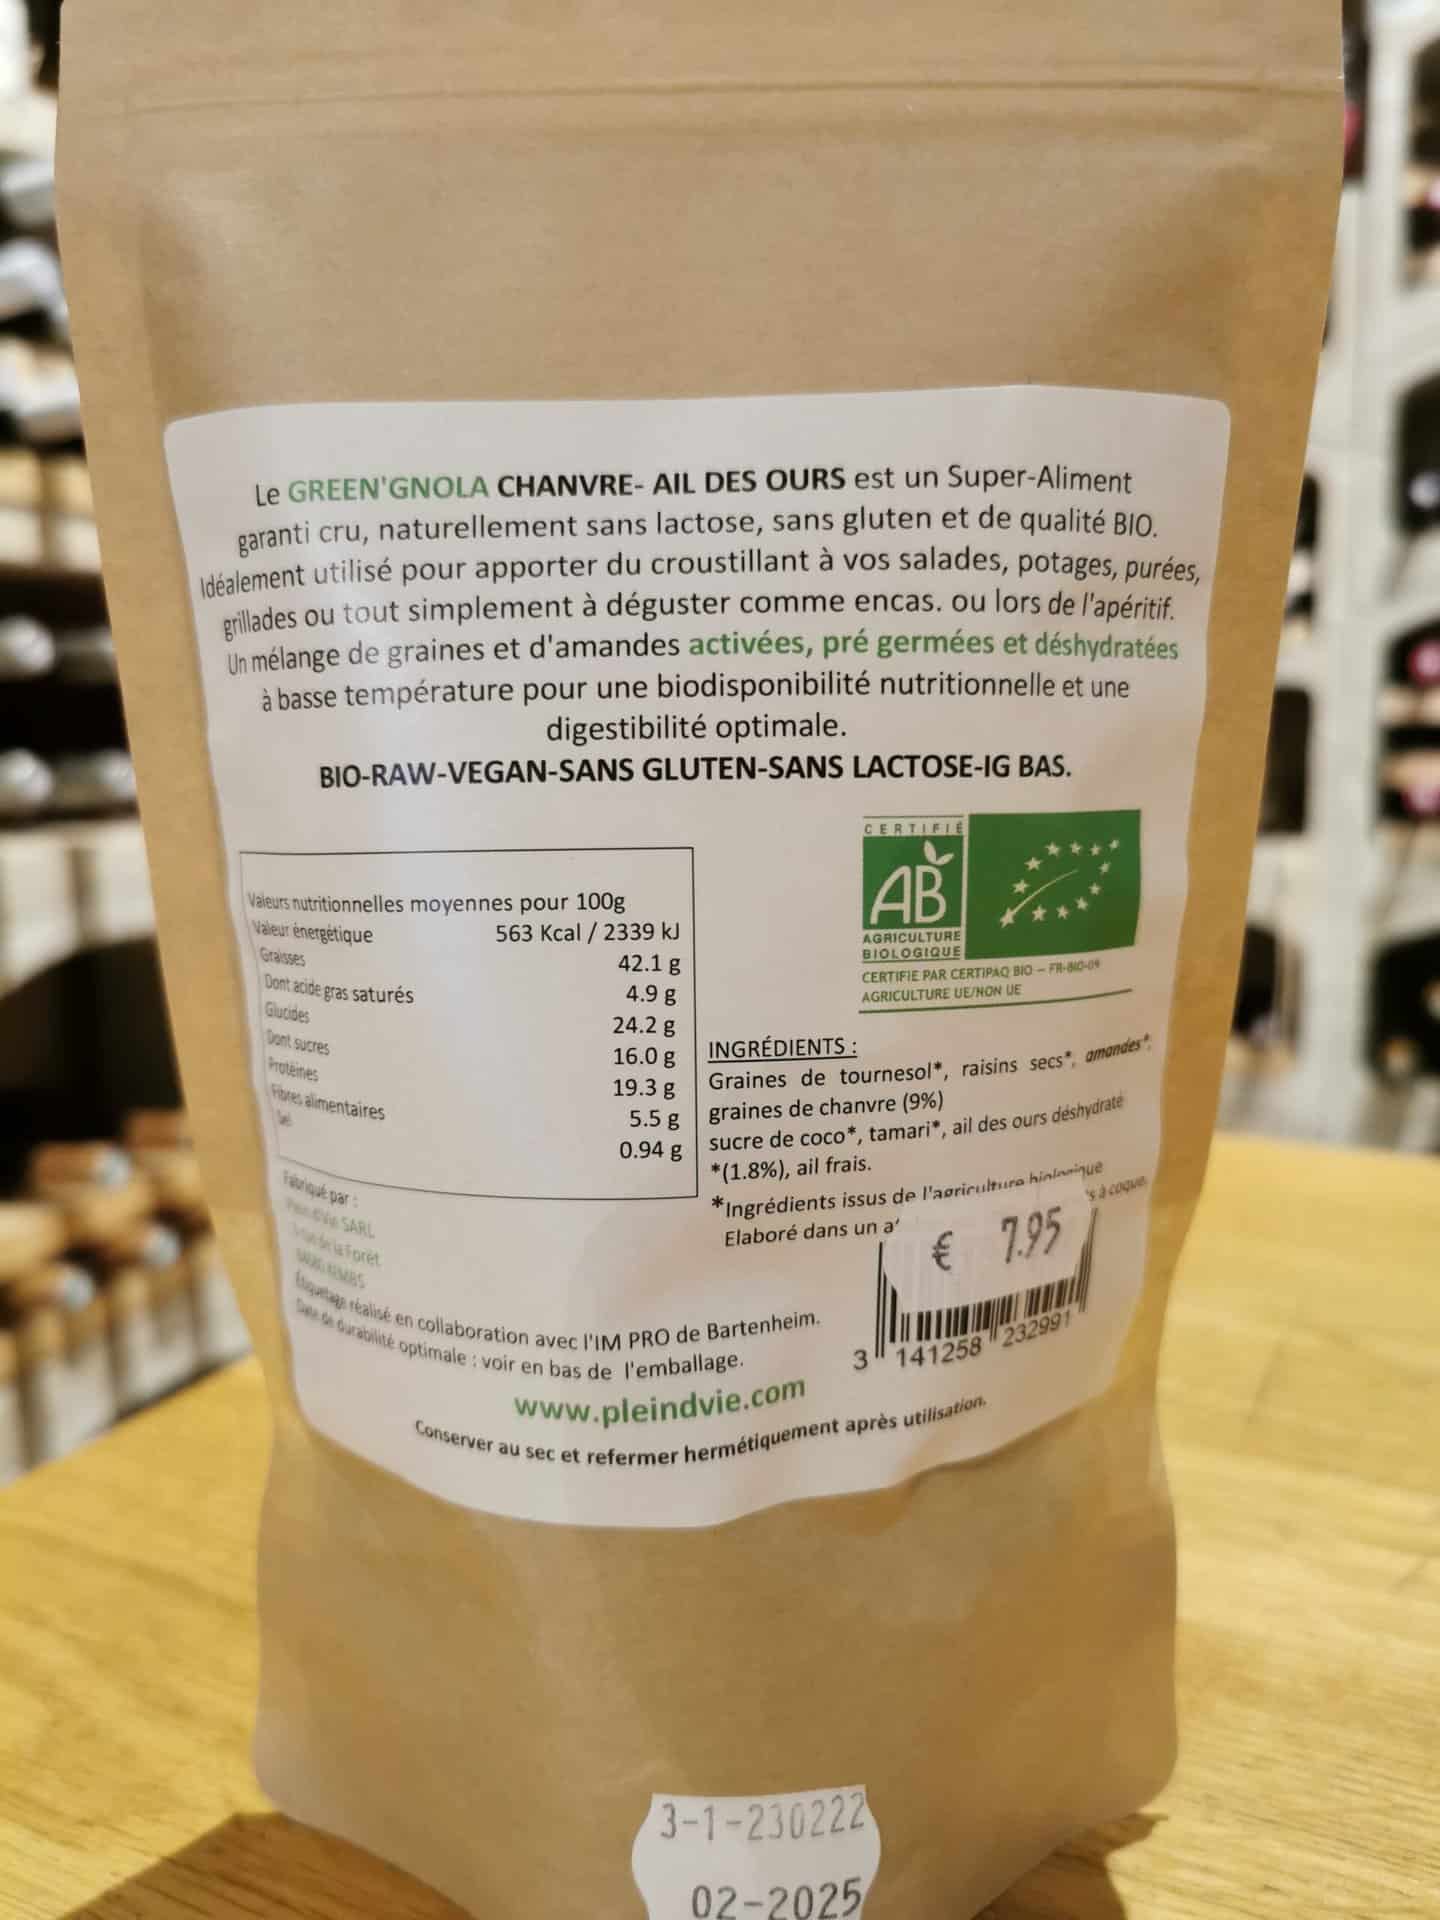 Le GREEN'GNOLA CHANVRE- AIL DES OURS est un Super-Aliment
garanti cru, naturellement sans lactose, sans gluten et de qualité BIO.
Idéalement utilisé pour apporter du croustillant à vos salades, potages, purées,
grillades ou tout simplement à déguster comme encas. ou lors de l'apéritif.
Un mélange de graines et d'amandes activées, pré germées et déshydratées
à basse température pour une biodisponibilité nutritionnelle et une
digestibilité optimale.
BIO-RAW-VEGAN-SANS GLUTEN-SANS LACTOSE-IG BAS.
Valeurs nutritionnelles moyennes pour 100g
Valeur énergétique 563 Kcal / 2339 kJ
Graisses 42.1 g
Dont acide gras saturés 4.9 g
Glucides 24.2 g
Dont sucres 16.0 g
Protéines 19.3 g
Fibres alimentaires 5.5 g
Sel 0.94 g
CERTIFIÉ
AB
AGRICULTURE
BIOLOGIQUE
CERTIFIE PAR CERTIPAQ BIO – FR-BIO-09
AGRICULTURE UE/NON UE
INGRÉDIENTS :
Graines de tournesol*, raisins secs*, amandes*,
graines de chanvre (9%)
sucre de coco*, tamari*, ail des ours déshydraté
*(1.8%), ail frais.
*Ingrédients issus de l'agriculture biologique
Elaboré dans un a à coque.
€ 7.95
3 141258 232991
Fabriqué par :
Plein d'Vie SARL
de la Forêt
KEMBS
Étiquetage réalisé en collaboration avec l'IM PRO de Bartenheim.
Date de durabilité optimale : voir en bas de l'emballage.
www.pleindvie.com
Conserver au sec et refermer hermétiquement après utilisation.
3-1-230222
02-2025